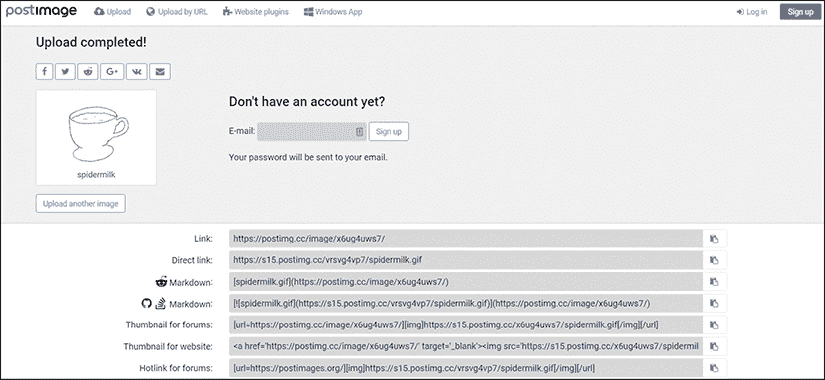 postimage Upload Upload by URL Website plugins Windows App Log in Sign up
Upload completed!
Don't have an account yet?
E-mail: Sign up
Your password will be sent to your email.
spidermilk
Upload another image
Link: https://postimg.cc/image/x6ug4uws7/
Direct link: https://s15.postimg.cc/vrsvg4vp7/spidermilk.gif
Markdown: [spidermilk.gif](https://postimg.cc/image/x6ug4uws7/)
Markdown: [![spidermilk.gif](https://s15.postimg.cc/vrsvg4vp7/spidermilk.gif)](https://postimg.cc/image/x6ug4uws7/)
Thumbnail for forums: [url=https://postimg.cc/image/x6ug4uws7/][img]https://s15.postimg.cc/x6ug4uws7/spidermilk.gif[/img][/url]
Thumbnail for website: <a href='https://postimg.cc/image/x6ug4uws7/' target='_blank'><img src='https://s15.postimg.cc/x6ug4uws7/spidermil
Hotlink for forums: [url=https://postimages.org/][img]https://s15.postimg.cc/vrsvg4vp7/spidermilk.gif[/img][/url]